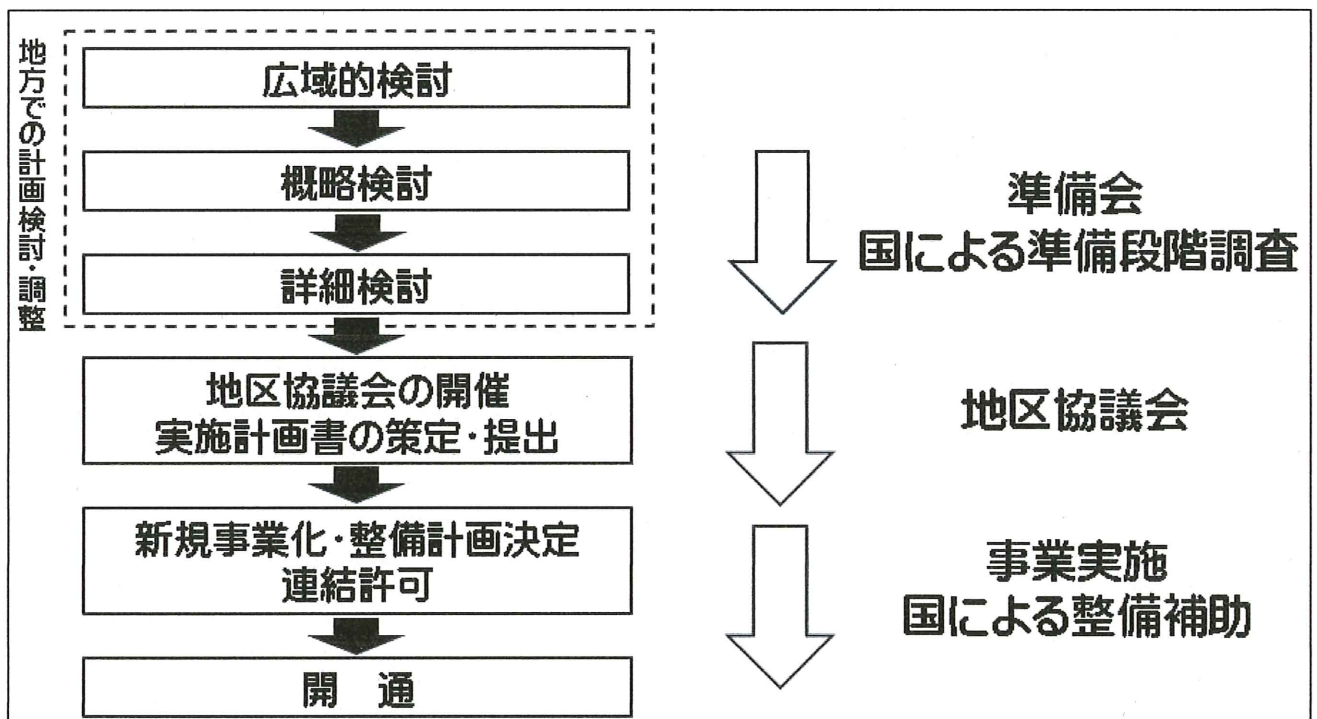 地方での計画検討・調整
広域的検討
概略検討
詳細検討
地区協議会の開催
実施計画書の策定・提出
新規事業化・整備計画決定
連結許可
開　通
準備会
国による準備段階調査
地区協議会
事業実施
国による整備補助